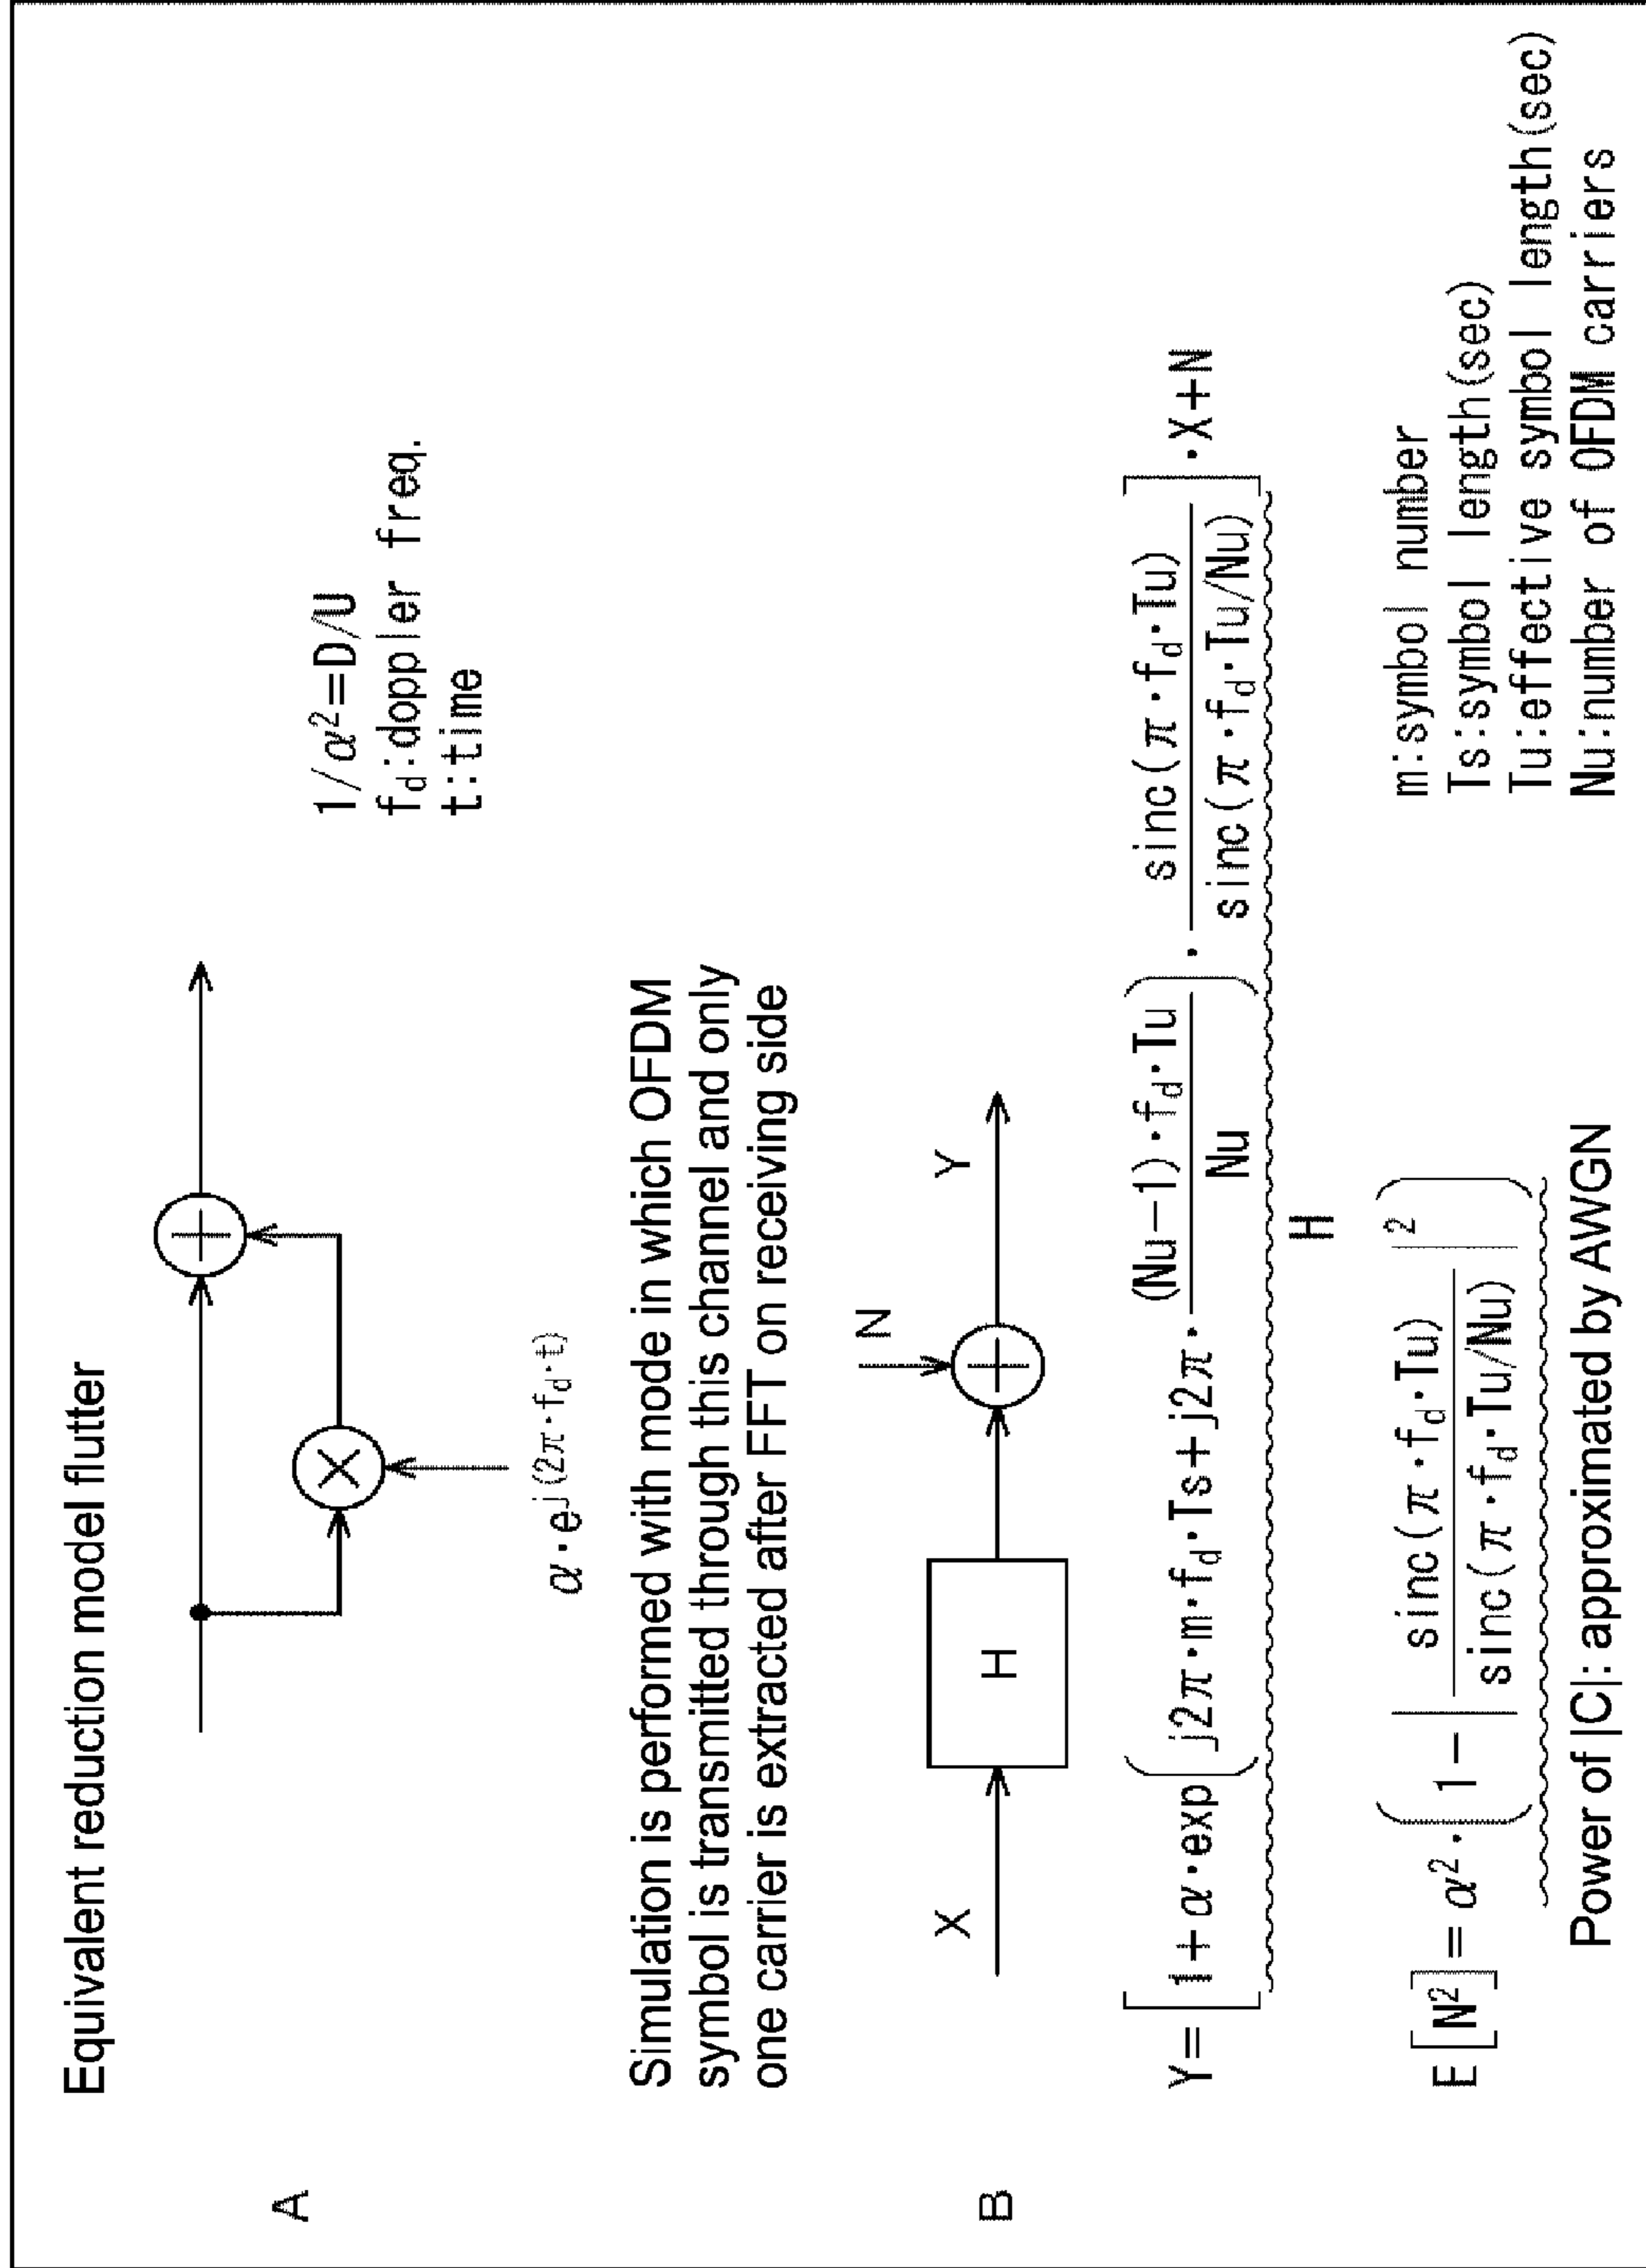 Equivalent reduction model flutter
A
α・e^j(2π・f_d・t)
1/α²=D/U
f_d:doppler freq.
t:time
Simulation is performed with mode in which OFDM
symbol is transmitted through this channel and only
one carrier is extracted after FFT on receiving side
B
X
H
N
Y
Y=[1+α・exp(j2π・m・f_d・Ts+j2π・(Nu−1)・f_d・Tu/Nu)・sinc(π・f_d・Tu)/sinc(π・f_d・Tu/Nu)]・X+N
H
E[N²]=α²・(1−|sinc(π・f_d・Tu)/sinc(π・f_d・Tu/Nu)|²)
Power of |C|: approximated by AWGN
m:symbol number
Ts:symbol length(sec)
Tu:effective symbol length(sec)
Nu:number of OFDM carriers